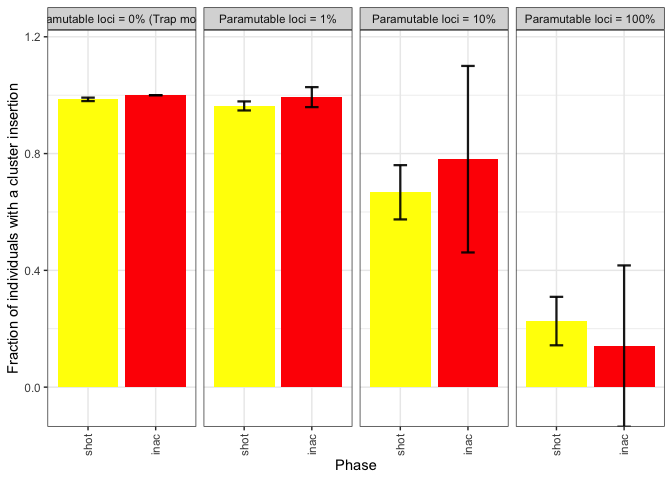 amutable loci = 0% (Trap mo
Paramutable loci = 1%
Paramutable loci = 10%
Paramutable loci = 100%
Fraction of individuals with a cluster insertion
1.2
0.8
0.4
0.0
shot
inac
shot
inac
shot
inac
shot
inac
Phase